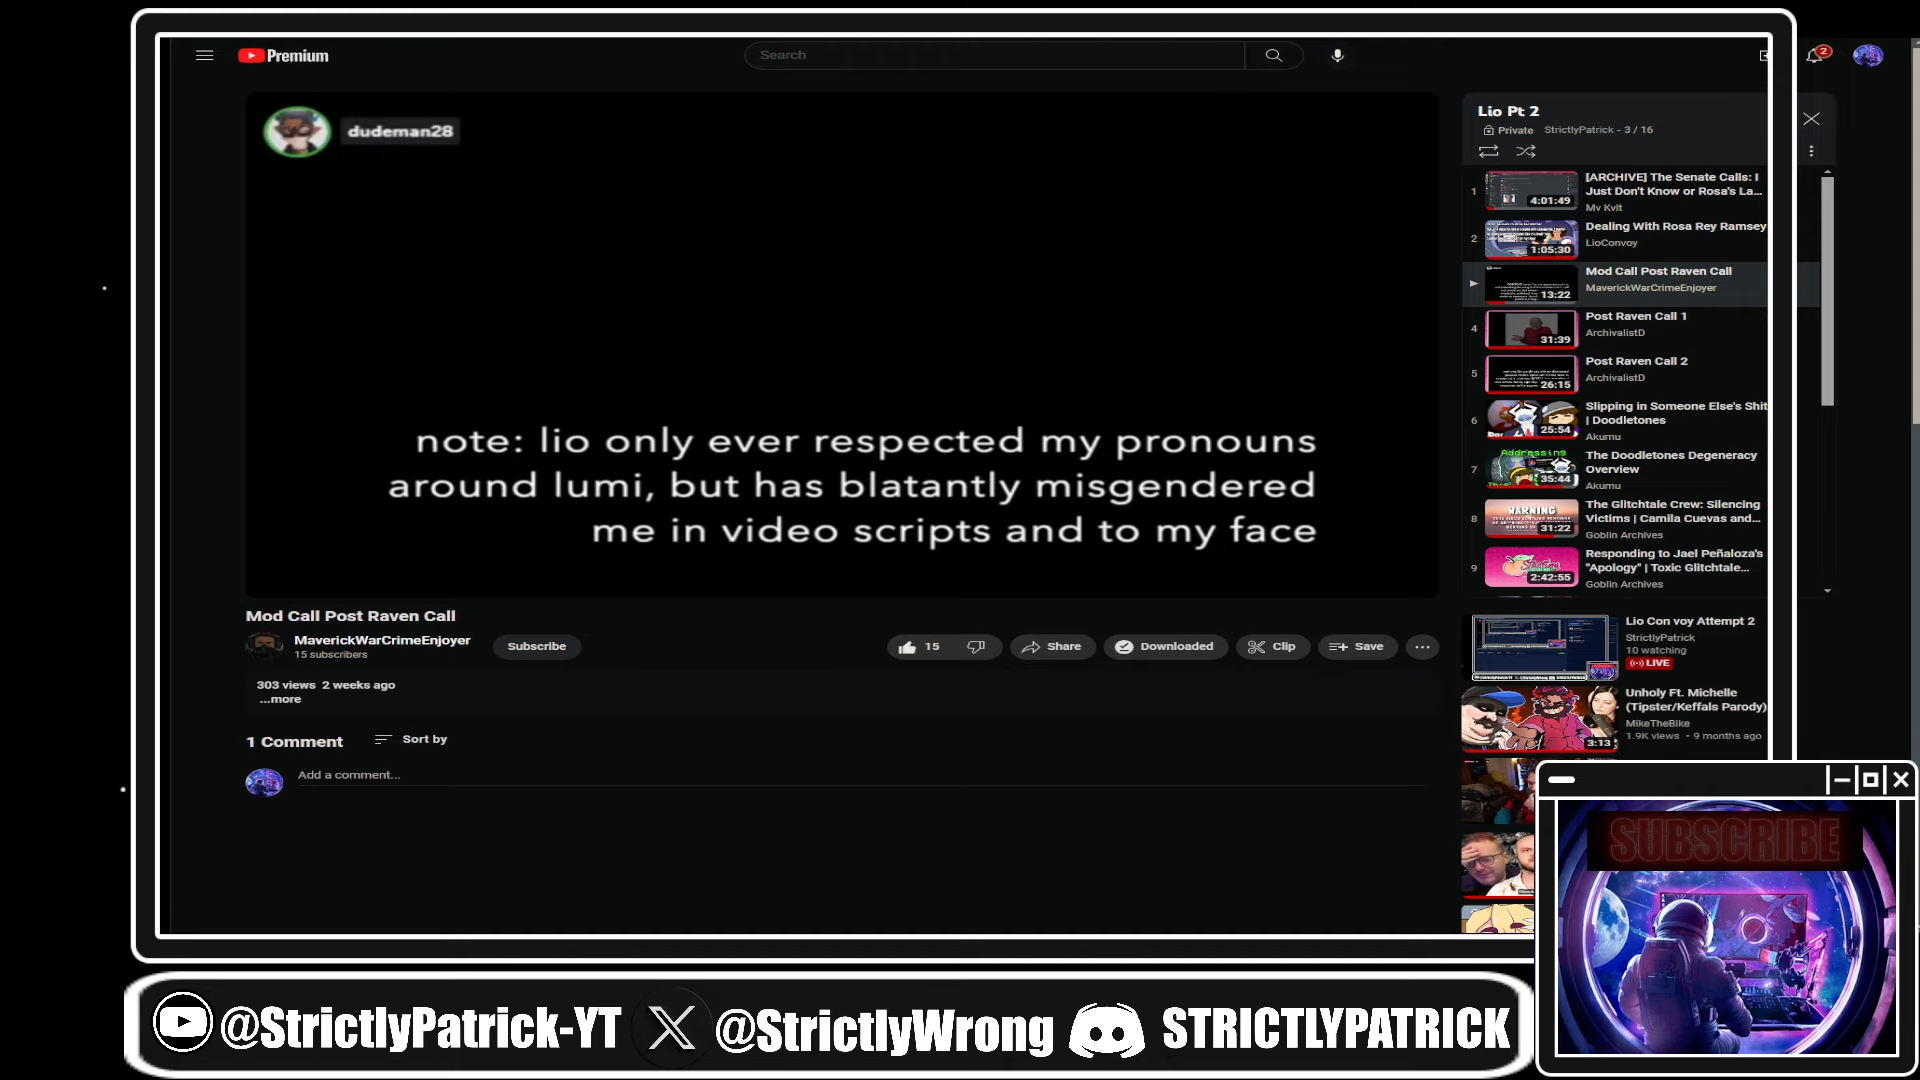 Premium
Search
2
dudeman28
note: lio only ever respected my pronouns
around lumi, but has blatantly misgendered
me in video scripts and to my face
Mod Call Post Raven Call
MaverickWarCrimeEnjoyer
15 subscribers
Subscribe
15
Share
Downloaded
Clip
Save
303 views 2 weeks ago
...more
1 Comment
Sort by
Add a comment...
Lio Pt 2
Private StrictlyPatrick - 3 / 16
1
4:01:49
[ARCHIVE] The Senate Calls: I
Just Don't Know or Rosa's La...
Mv Kvlt
2
1:05:30
Dealing With Rosa Rey Ramsey
LioConvoy
13:22
Mod Call Post Raven Call
MaverickWarCrimeEnjoyer
4
31:39
Post Raven Call 1
ArchivalistD
5
26:15
Post Raven Call 2
ArchivalistD
6
25:54
Slipping in Someone Else's Shit
| Doodletones
Akumu
7
Addressing
35:44
The Doodletones Degeneracy
Overview
Akumu
8
WARNING
31:22
The Glitchtale Crew: Silencing
Victims | Camila Cuevas and...
Goblin Archives
9
2:42:55
Responding to Jael Peñaloza's
"Apology" | Toxic Glitchtale...
Goblin Archives
Lio Con voy Attempt 2
StrictlyPatrick
10 watching
LIVE
3:13
Unholy Ft. Michelle
(Tipster/Keffals Parody)
MikeTheBike
1.9K views • 9 months ago
SUBSCRIBE
@StrictlyPatrick-YT
@StrictlyWrong
STRICTLYPATRICK